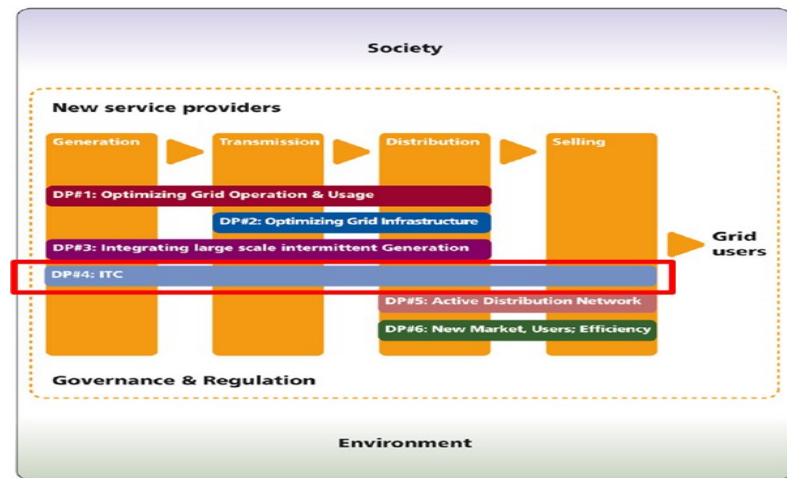 Society
New service providers
Generation
Transmission
Distribution
Selling
DP#1: Optimizing Grid Operation & Usage
DP#2: Optimizing Grid Infrastructure
DP#3: Integrating large scale intermittent Generation
Grid
users
DP#4: ITC
DP#5: Active Distribution Network
DP#6: New Market, Users; Efficiency
Governance & Regulation
Environment